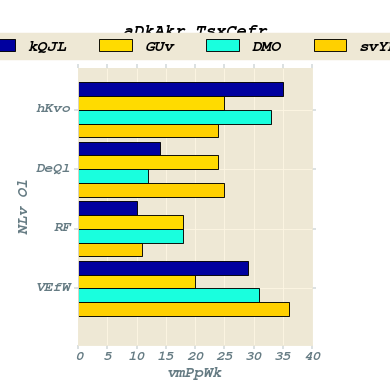 aDkAkr TsxCefr
kQJL GUv DMO svY
hKvo
DeQl
RF
VEfW
NLv Ol
0 5 10 15 20 25 30 35 40
vmPpWk